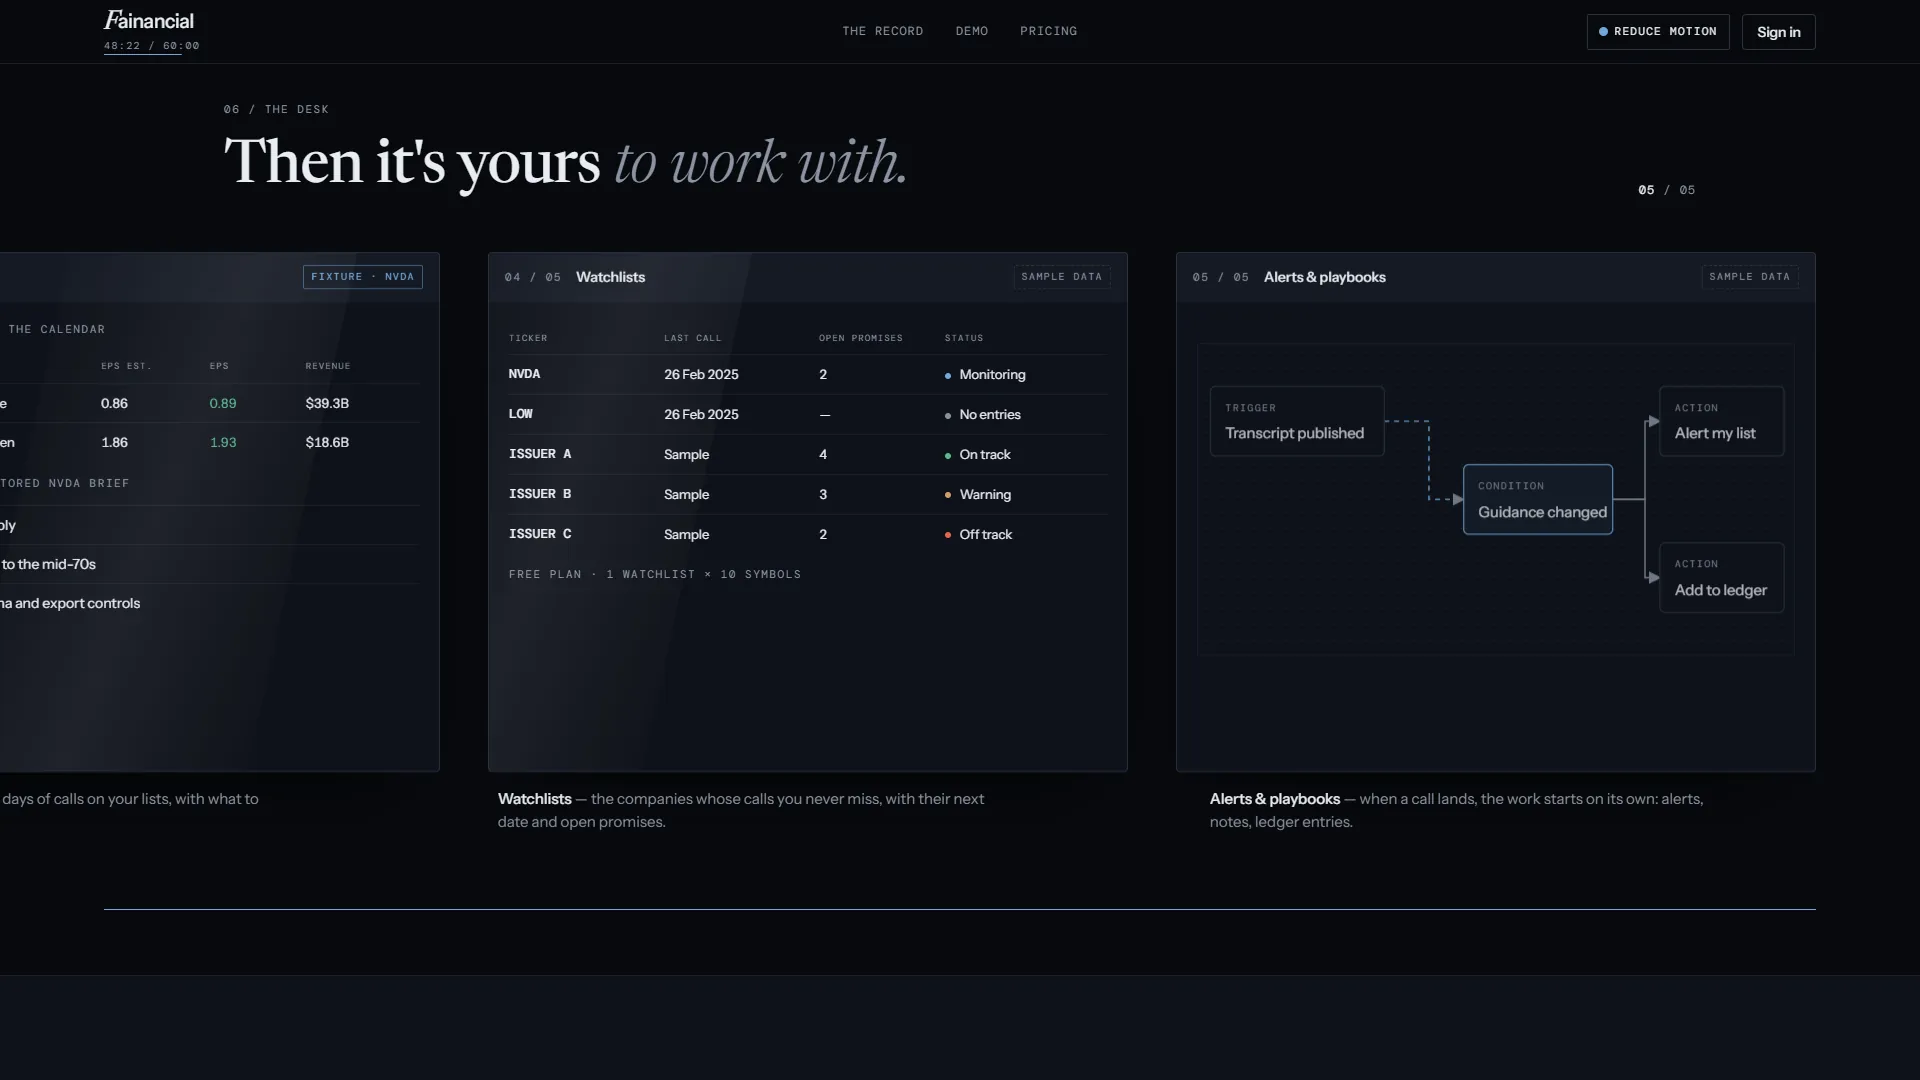 Fainancial
48:22 / 60:00
THE RECORD
DEMO
PRICING
REDUCE MOTION
Sign in
06 / THE DESK
Then it's yours to work with.
05 / 05
FIXTURE · NVDA
THE CALENDAR
EPS EST. EPS REVENUE
e 0.86 0.89 $39.3B
en 1.86 1.93 $18.6B
TORED NVDA BRIEF
ply
to the mid-70s
na and export controls
days of calls on your lists, with what to
04 / 05 Watchlists SAMPLE DATA
TICKER LAST CALL OPEN PROMISES STATUS
NVDA 26 Feb 2025 2 Monitoring
LOW 26 Feb 2025 — No entries
ISSUER A Sample 4 On track
ISSUER B Sample 3 Warning
ISSUER C Sample 2 Off track
FREE PLAN · 1 WATCHLIST × 10 SYMBOLS
Watchlists — the companies whose calls you never miss, with their next
date and open promises.
05 / 05 Alerts & playbooks SAMPLE DATA
TRIGGER
Transcript published
CONDITION
Guidance changed
ACTION
Alert my list
ACTION
Add to ledger
Alerts & playbooks — when a call lands, the work starts on its own: alerts,
notes, ledger entries.